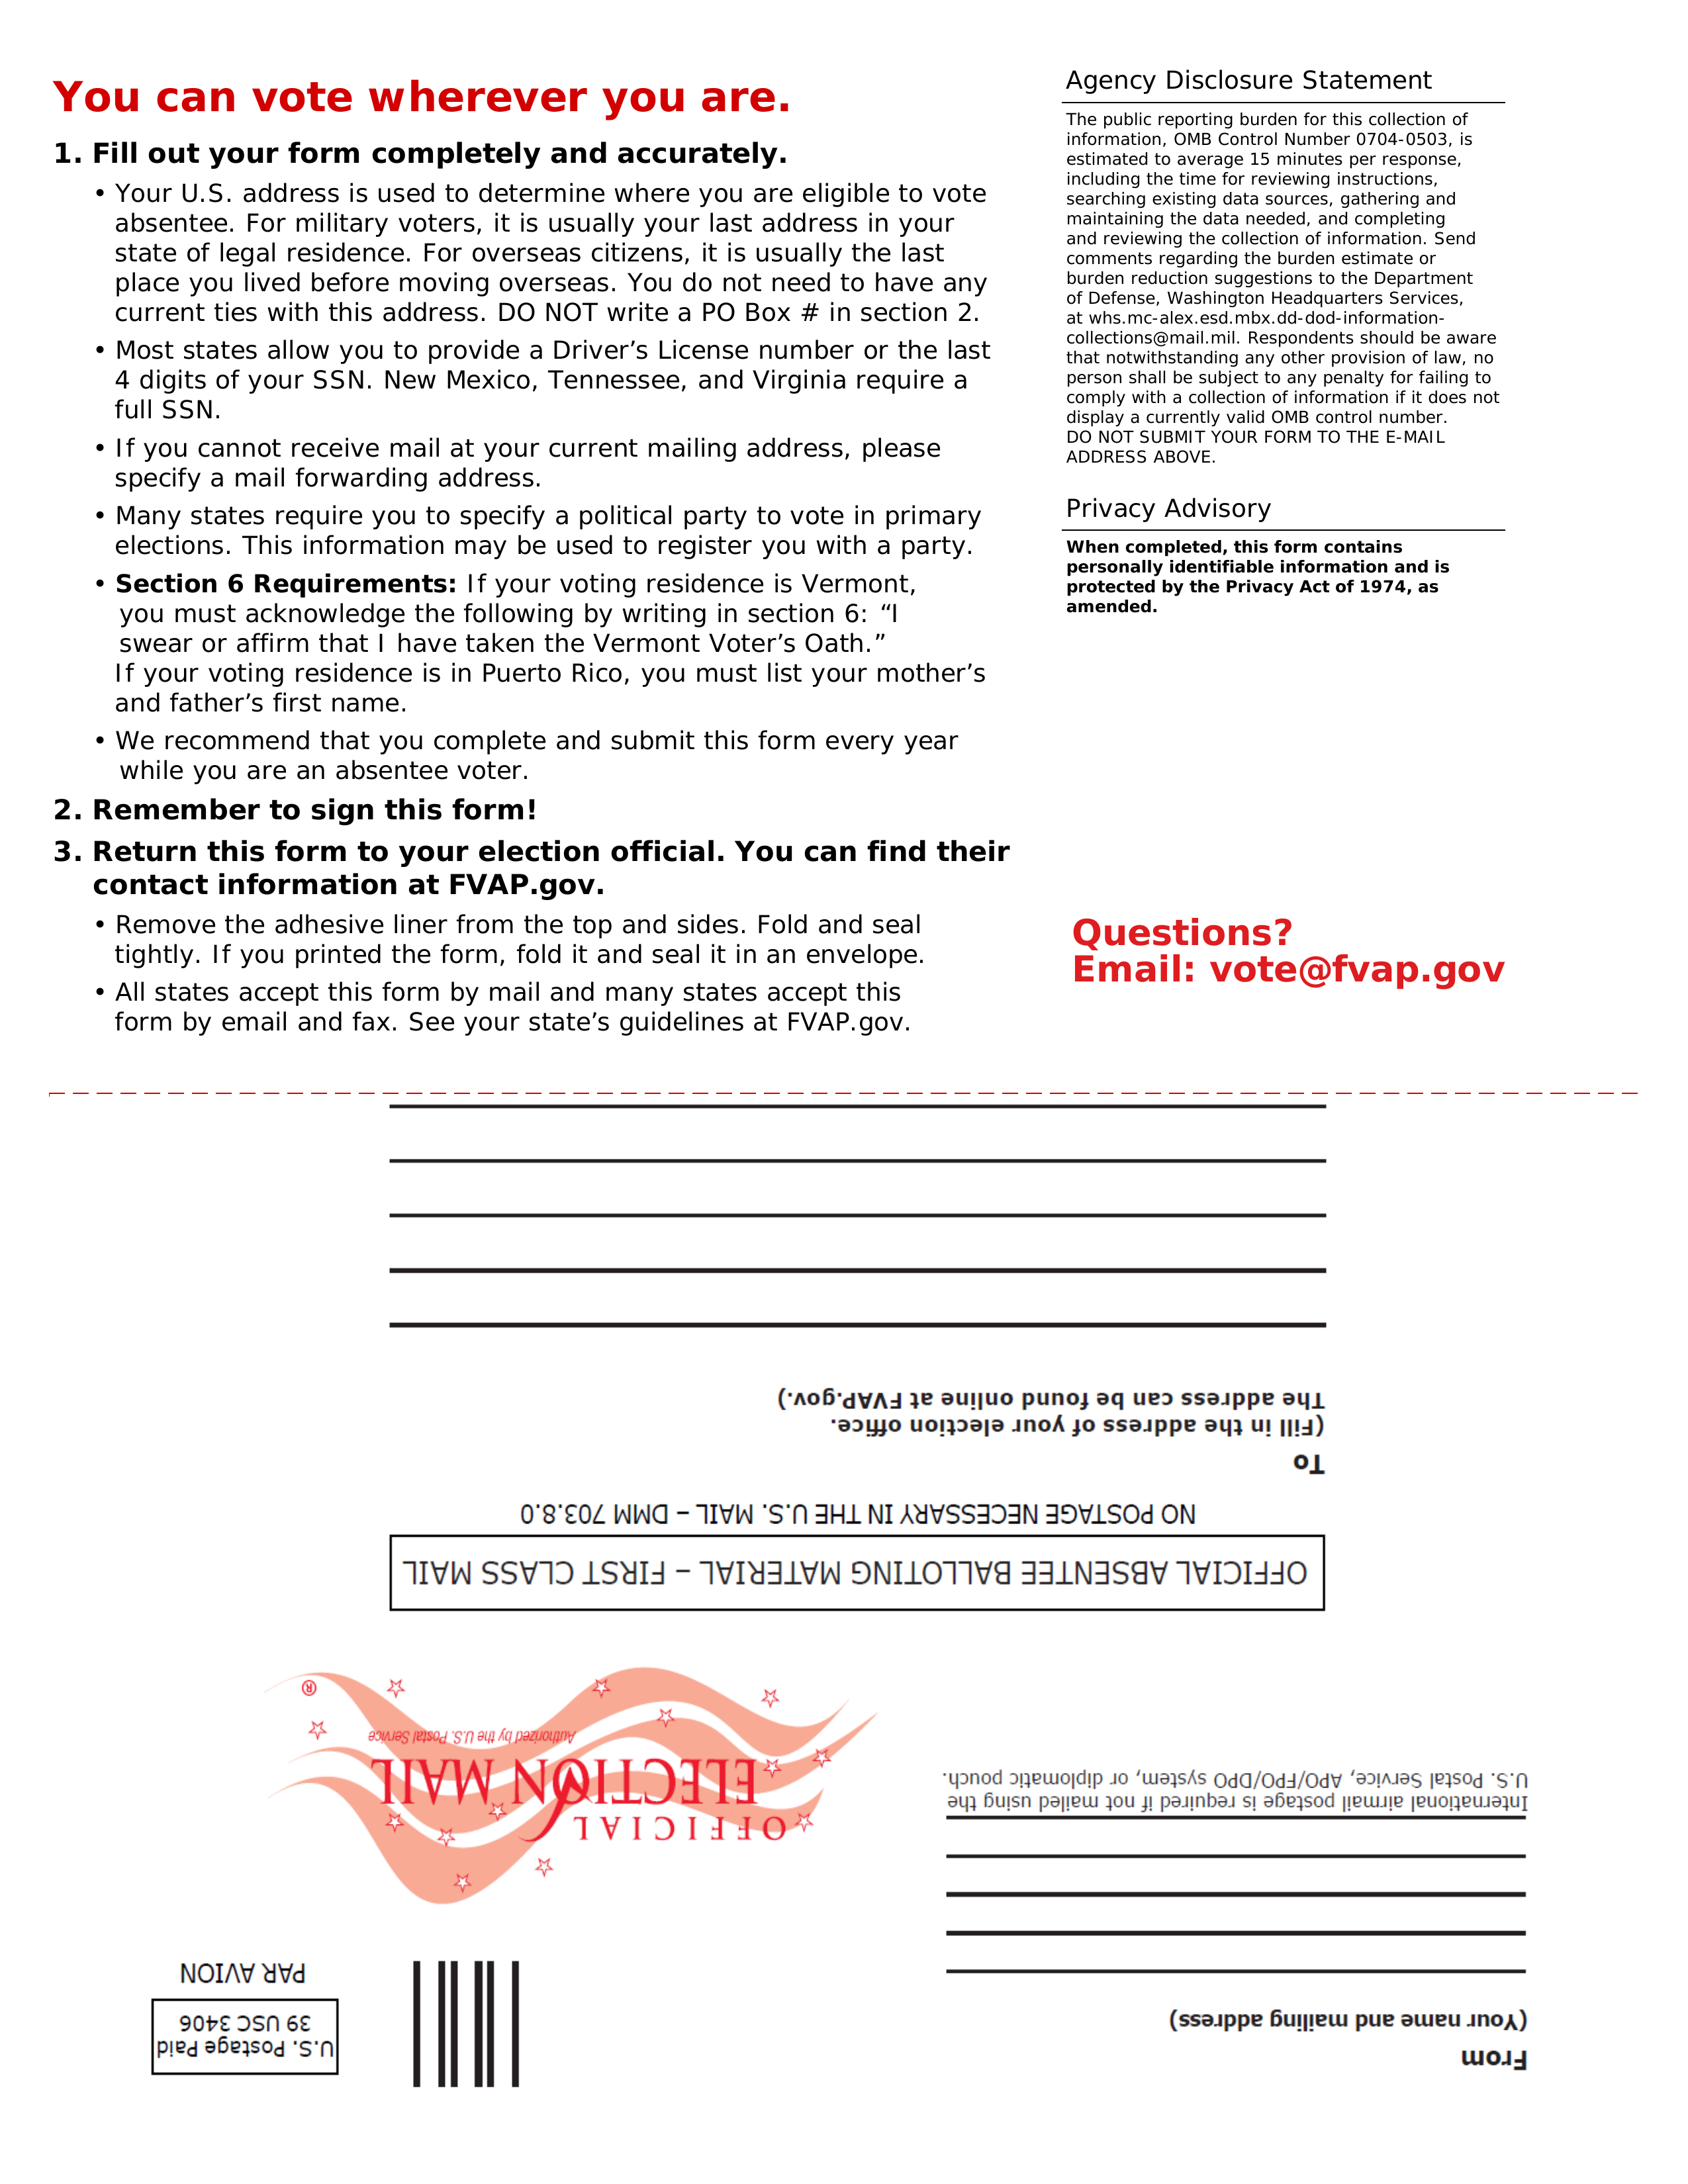 You can vote wherever you are.
1. Fill out your form completely and accurately.
• Your U.S. address is used to determine where you are eligible to vote
absentee. For military voters, it is usually your last address in your
state of legal residence. For overseas citizens, it is usually the last
place you lived before moving overseas. You do not need to have any
current ties with this address. DO NOT write a PO Box # in section 2.
• Most states allow you to provide a Driver’s License number or the last
4 digits of your SSN. New Mexico, Tennessee, and Virginia require a
full SSN.
• If you cannot receive mail at your current mailing address, please
specify a mail forwarding address.
• Many states require you to specify a political party to vote in primary
elections. This information may be used to register you with a party.
• Section 6 Requirements: If your voting residence is Vermont,
you must acknowledge the following by writing in section 6: “I
swear or affirm that I have taken the Vermont Voter’s Oath.”
If your voting residence is in Puerto Rico, you must list your mother’s
and father’s first name.
• We recommend that you complete and submit this form every year
while you are an absentee voter.
2. Remember to sign this form!
3. Return this form to your election official. You can find their
contact information at FVAP.gov.
• Remove the adhesive liner from the top and sides. Fold and seal
tightly. If you printed the form, fold it and seal it in an envelope.
• All states accept this form by mail and many states accept this
form by email and fax. See your state’s guidelines at FVAP.gov.
Agency Disclosure Statement
The public reporting burden for this collection of
information, OMB Control Number 0704-0503, is
estimated to average 15 minutes per response,
including the time for reviewing instructions,
searching existing data sources, gathering and
maintaining the data needed, and completing
and reviewing the collection of information. Send
comments regarding the burden estimate or
burden reduction suggestions to the Department
of Defense, Washington Headquarters Services,
at whs.mc-alex.esd.mbx.dd-dod-information-
collections@mail.mil. Respondents should be aware
that notwithstanding any other provision of law, no
person shall be subject to any penalty for failing to
comply with a collection of information if it does not
display a currently valid OMB control number.
DO NOT SUBMIT YOUR FORM TO THE E-MAIL
ADDRESS ABOVE.
Privacy Advisory
When completed, this form contains
personally identifiable information and is
protected by the Privacy Act of 1974, as
amended.
Questions?
Email: vote@fvap.gov
From
(Your name and mailing address)
International airmail postage is required if not mailed using the
U.S. Postal Service, APO/FPO/DPO system, or diplomatic pouch.
U.S. Postage Paid
39 USC 3406
PAR AVION
OFFICIAL
ELECTION MAIL
Authorized by the U.S. Postal Service
®
OFFICIAL ABSENTEE BALLOTING MATERIAL – FIRST CLASS MAIL
NO POSTAGE NECESSARY IN THE U.S. MAIL – DMM 703.8.0
To
(Fill in the address of your election office.
The address can be found online at FVAP.gov.)